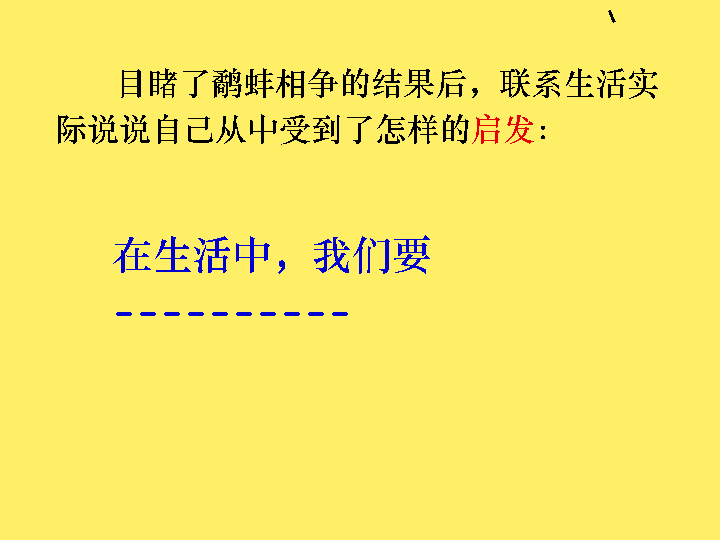 、
目睹了鹬蚌相争的结果后，联系生活实
际说说自己从中受到了怎样的启发：
在生活中，我们要
----------